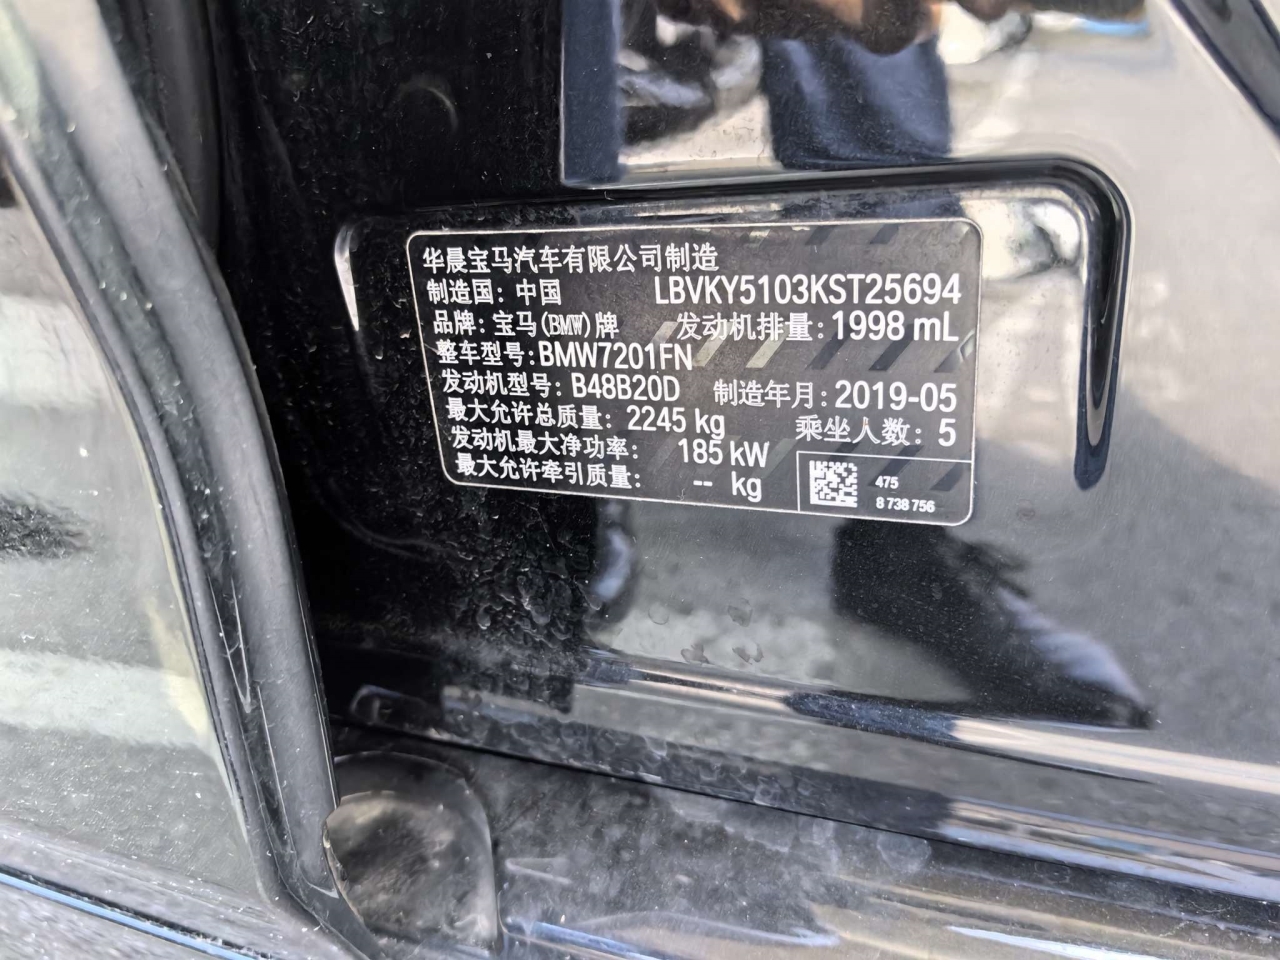 华晨宝马汽车有限公司制造
制造国：中国 LBVKY5103KST25694
品牌：宝马(BMW)牌 发动机排量：1998 mL
整车型号：BMW7201FN
发动机型号：B48B20D 制造年月：2019-05
最大允许总质量：2245 kg 乘坐人数：5
发动机最大净功率：185 kW
最大允许牵引质量：-- kg
475
8 738 756